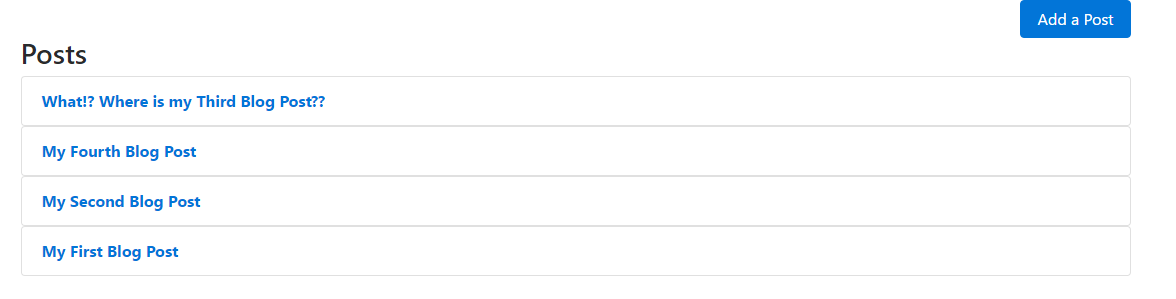 Add a Post
Posts
What!? Where is my Third Blog Post??
My Fourth Blog Post
My Second Blog Post
My First Blog Post